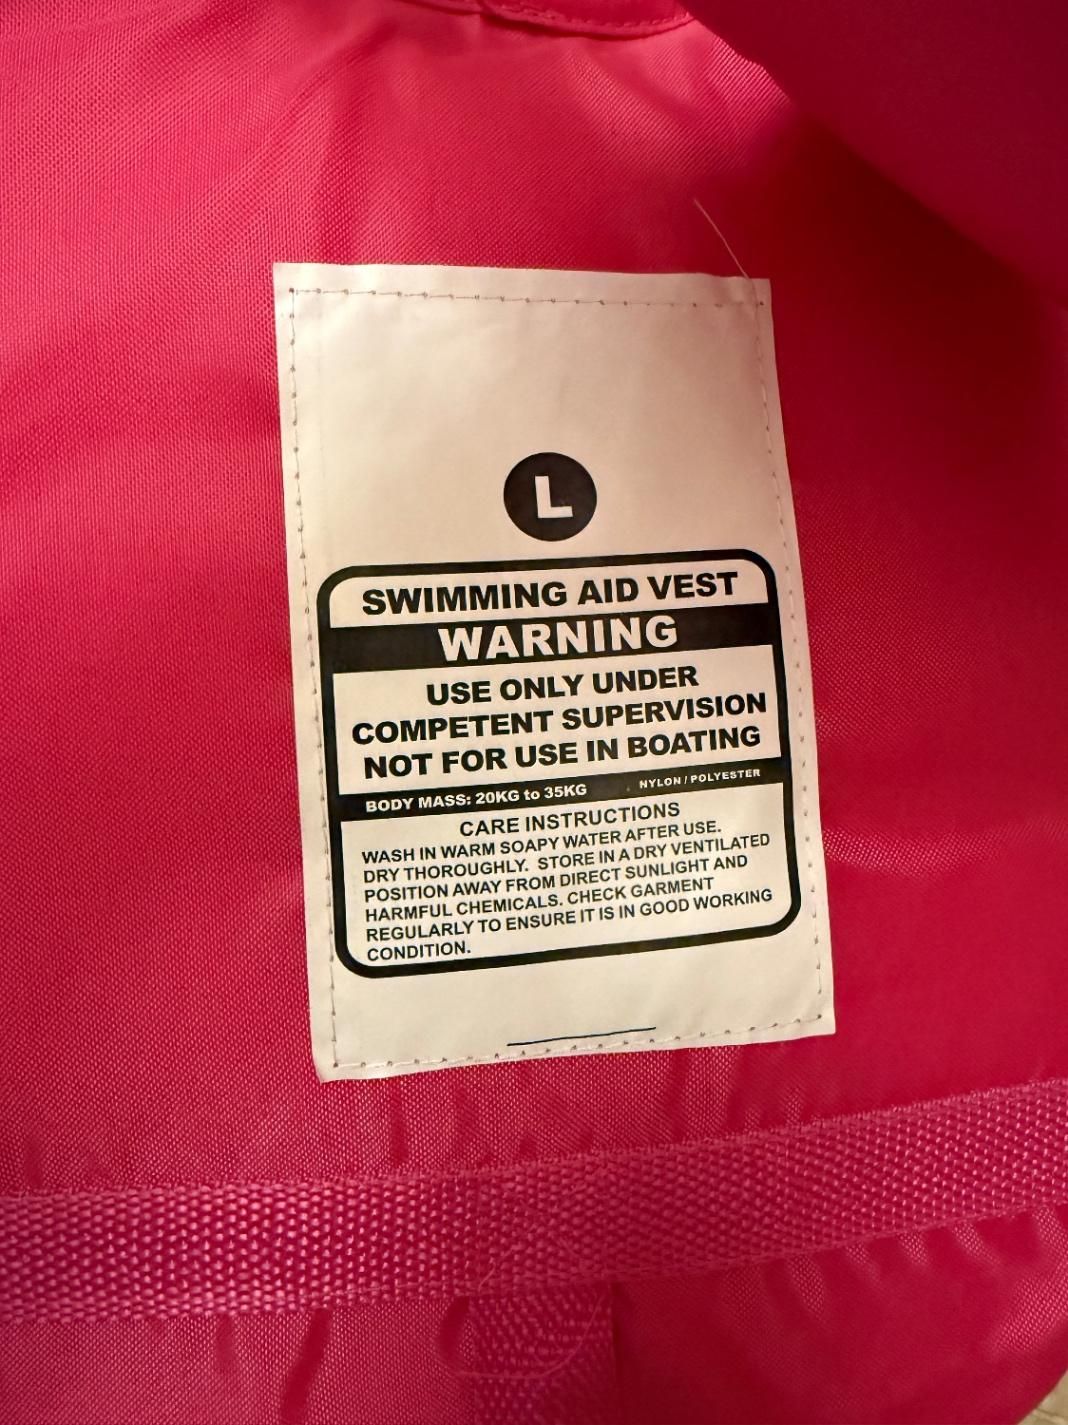 L
SWIMMING AID VEST
WARNING
USE ONLY UNDER
COMPETENT SUPERVISION
NOT FOR USE IN BOATING
BODY MASS: 20KG to 35KG NYLON / POLYESTER
CARE INSTRUCTIONS
WASH IN WARM SOAPY WATER AFTER USE.
DRY THOROUGHLY. STORE IN A DRY VENTILATED
POSITION AWAY FROM DIRECT SUNLIGHT AND
HARMFUL CHEMICALS. CHECK GARMENT
REGULARLY TO ENSURE IT IS IN GOOD WORKING
CONDITION.